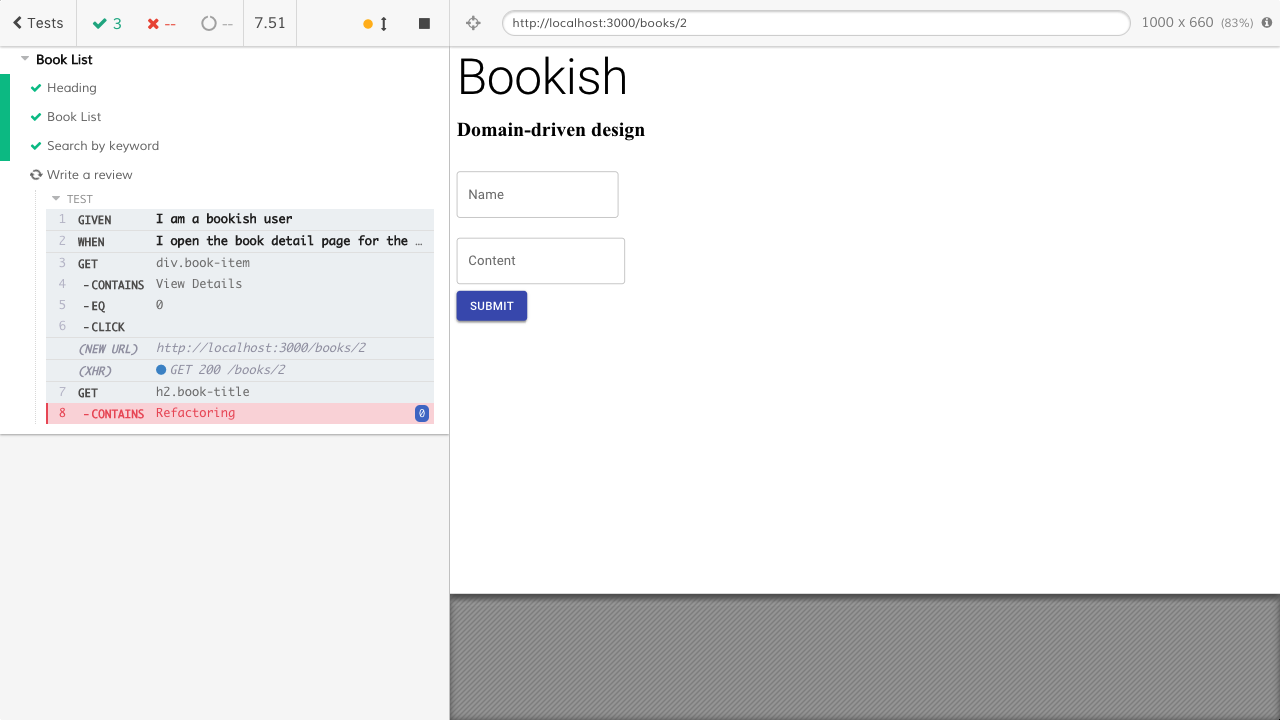 Tests 3 -- -- 7.51
http://localhost:3000/books/2 1000 x 660 (83%)
Book List
Heading
Book List
Search by keyword
Write a review
TEST
1 GIVEN I am a bookish user
2 WHEN I open the book detail page for the …
3 GET div.book-item
4 -CONTAINS View Details
5 -EQ 0
6 -CLICK
(NEW URL) http://localhost:3000/books/2
(XHR) GET 200 /books/2
7 GET h2.book-title
8 -CONTAINS Refactoring 0
Bookish
Domain-driven design
Name
Content
SUBMIT